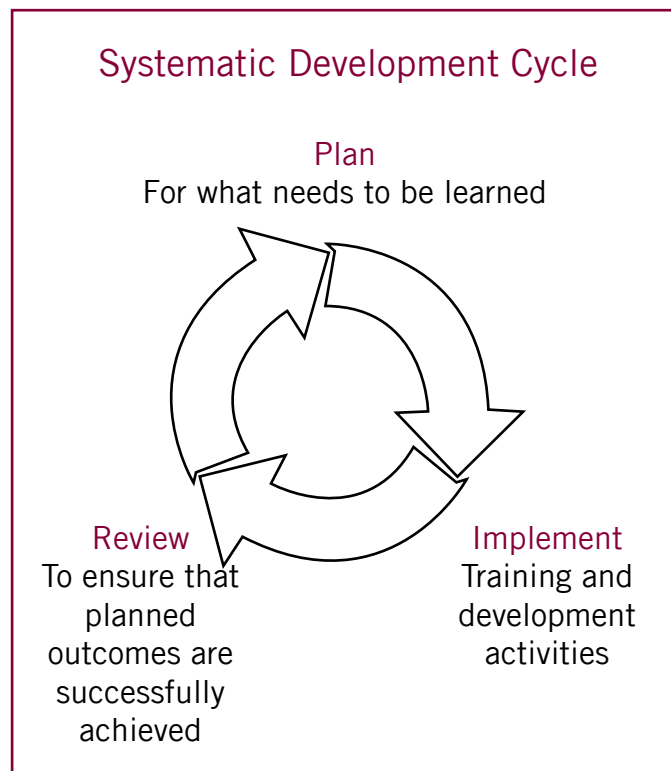 Systematic Development Cycle
Plan
For what needs to be learned
Review
To ensure that
planned
outcomes are
successfully
achieved
Implement
Training and
development
activities